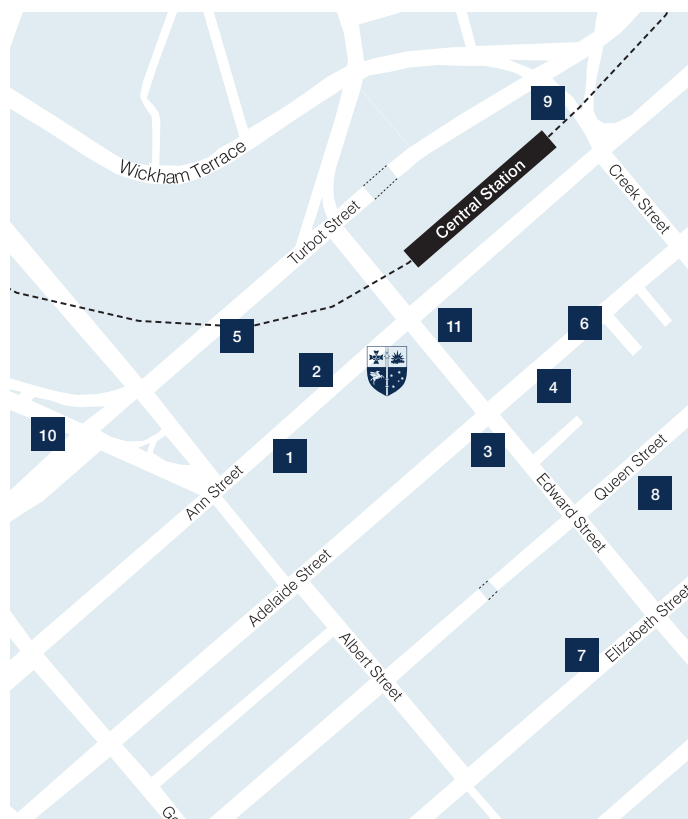 9
Wickham Terrace
Central Station
Creek Street
Turbot Street
5
11
6
2
4
10
1
3
Queen Street
8
Ann Street
Edward Street
Adelaide Street
Elizabeth Street
7
Albert Street